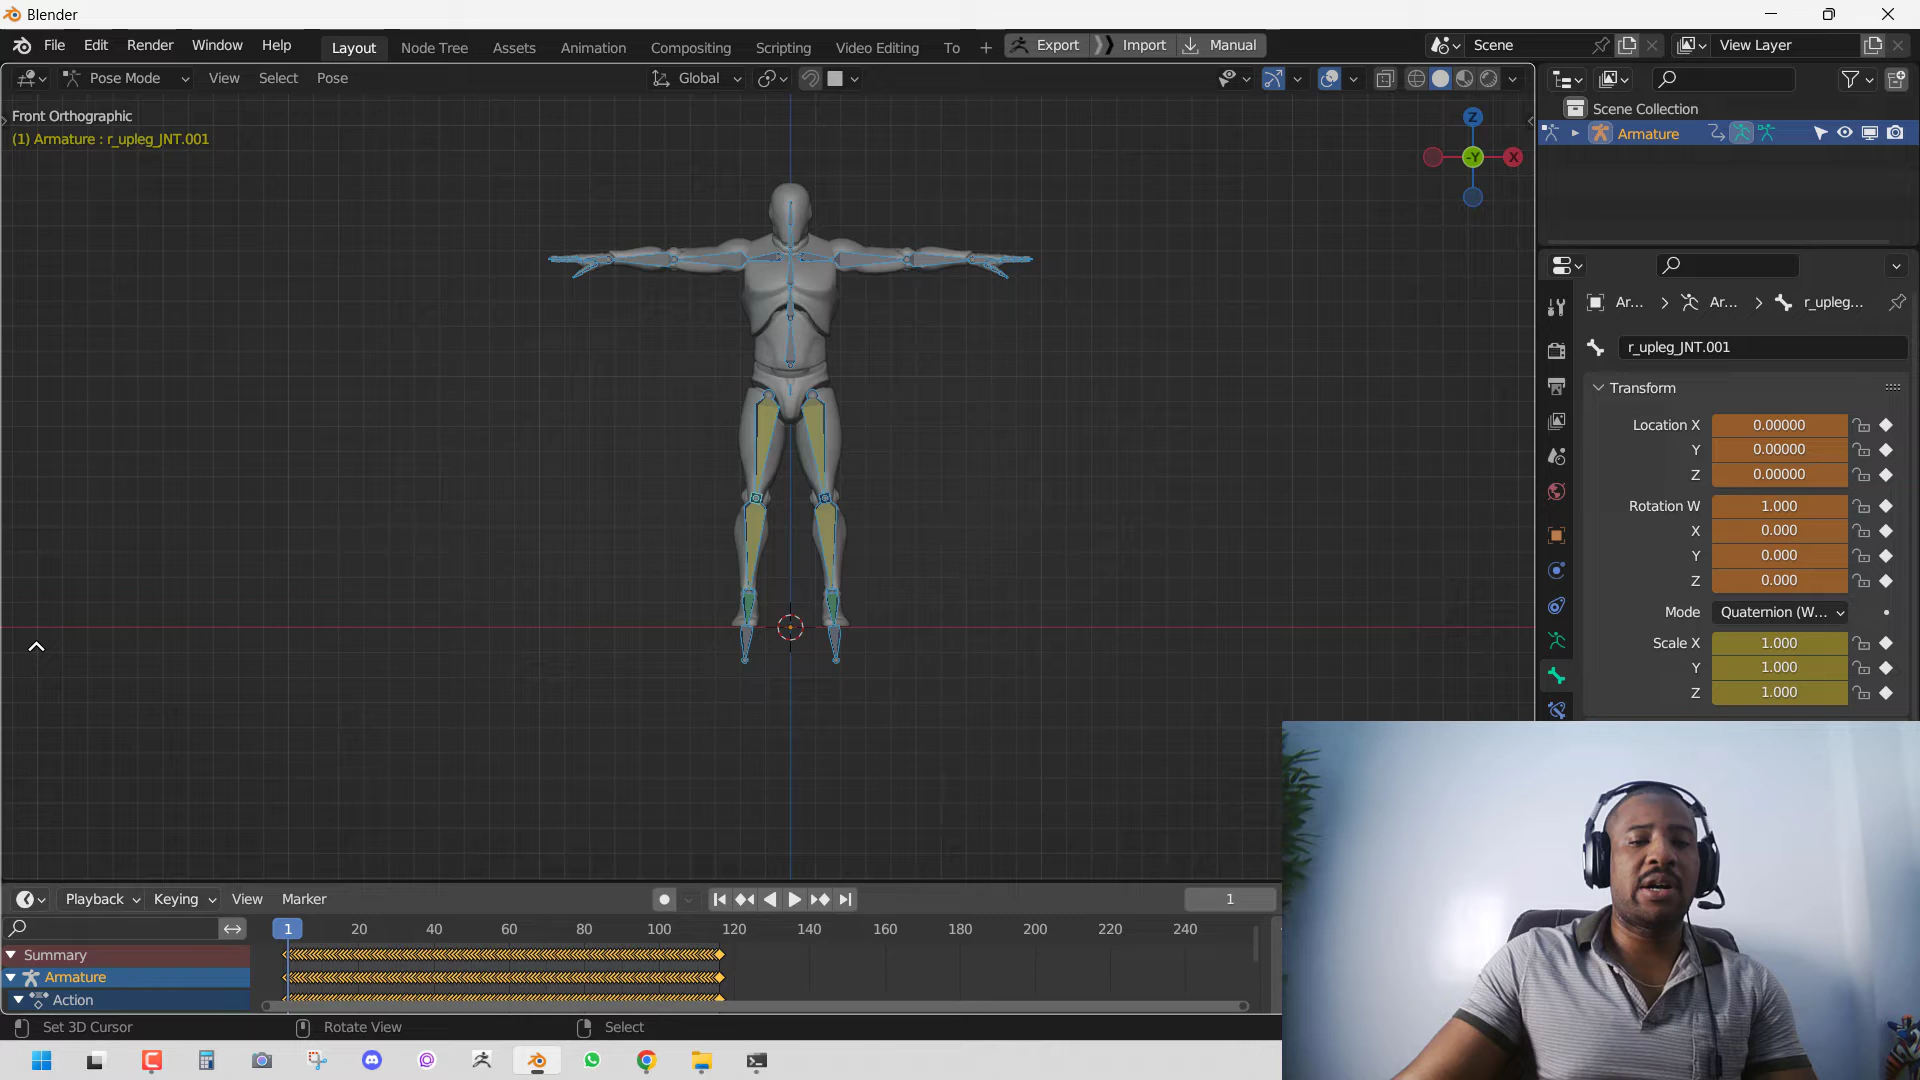 Blender
File Edit Render Window Help Layout Node Tree Assets Animation Compositing Scripting Video Editing To + Export Import Manual Scene View Layer
Pose Mode View Select Pose Global
Front Orthographic
(1) Armature : r_upleg_JNT.001
Z
-Y X
Scene Collection
Armature
Ar... > Ar... > r_upleg...
r_upleg_JNT.001
Transform
Location X 0.00000
Y 0.00000
Z 0.00000
Rotation W 1.000
X 0.000
Y 0.000
Z 0.000
Mode Quaternion (W...
Scale X 1.000
Y 1.000
Z 1.000
Playback Keying View Marker 1
1 20 40 60 80 100 120 140 160 180 200 220 240
Summary
Armature
Action
Set 3D Cursor Rotate View Select